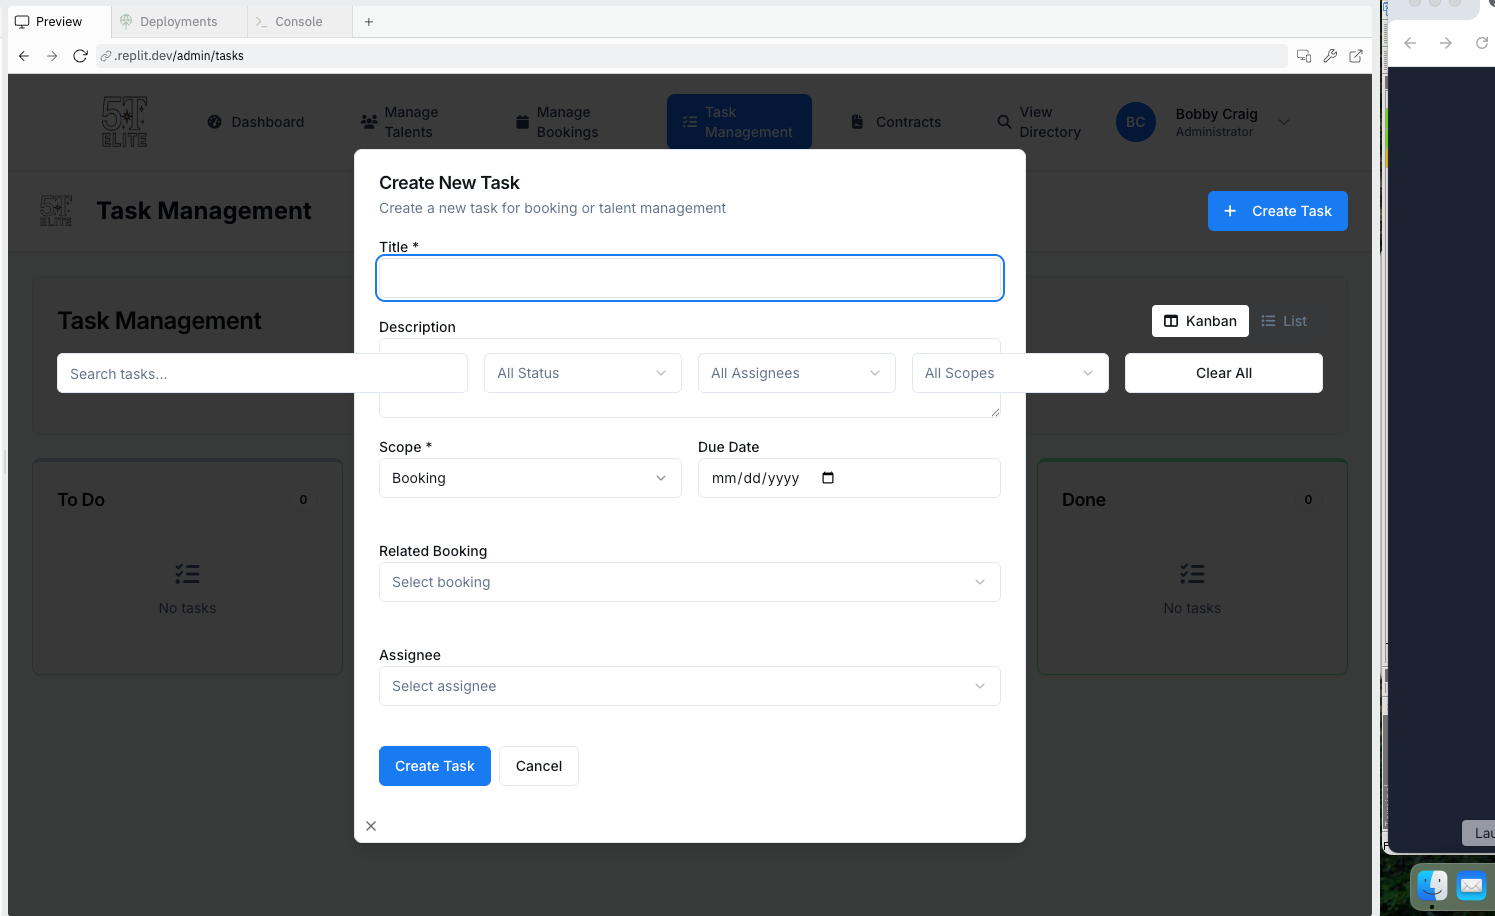 Preview
Deployments
Console
.replit.dev/admin/tasks
5T
ELITE
Dashboard
Manage
Talents
Manage
Bookings
Task
Management
Contracts
View
Directory
BC
Bobby Craig
Administrator
5T
ELITE
Task Management
Create Task
Create New Task
Create a new task for booking or talent management
Title *
Task Management
Kanban
List
Description
Search tasks...
All Status
All Assignees
All Scopes
Clear All
Scope *
Due Date
Booking
mm/dd/yyyy
To Do
0
Done
0
No tasks
No tasks
Related Booking
Select booking
Assignee
Select assignee
Create Task
Cancel
Lau